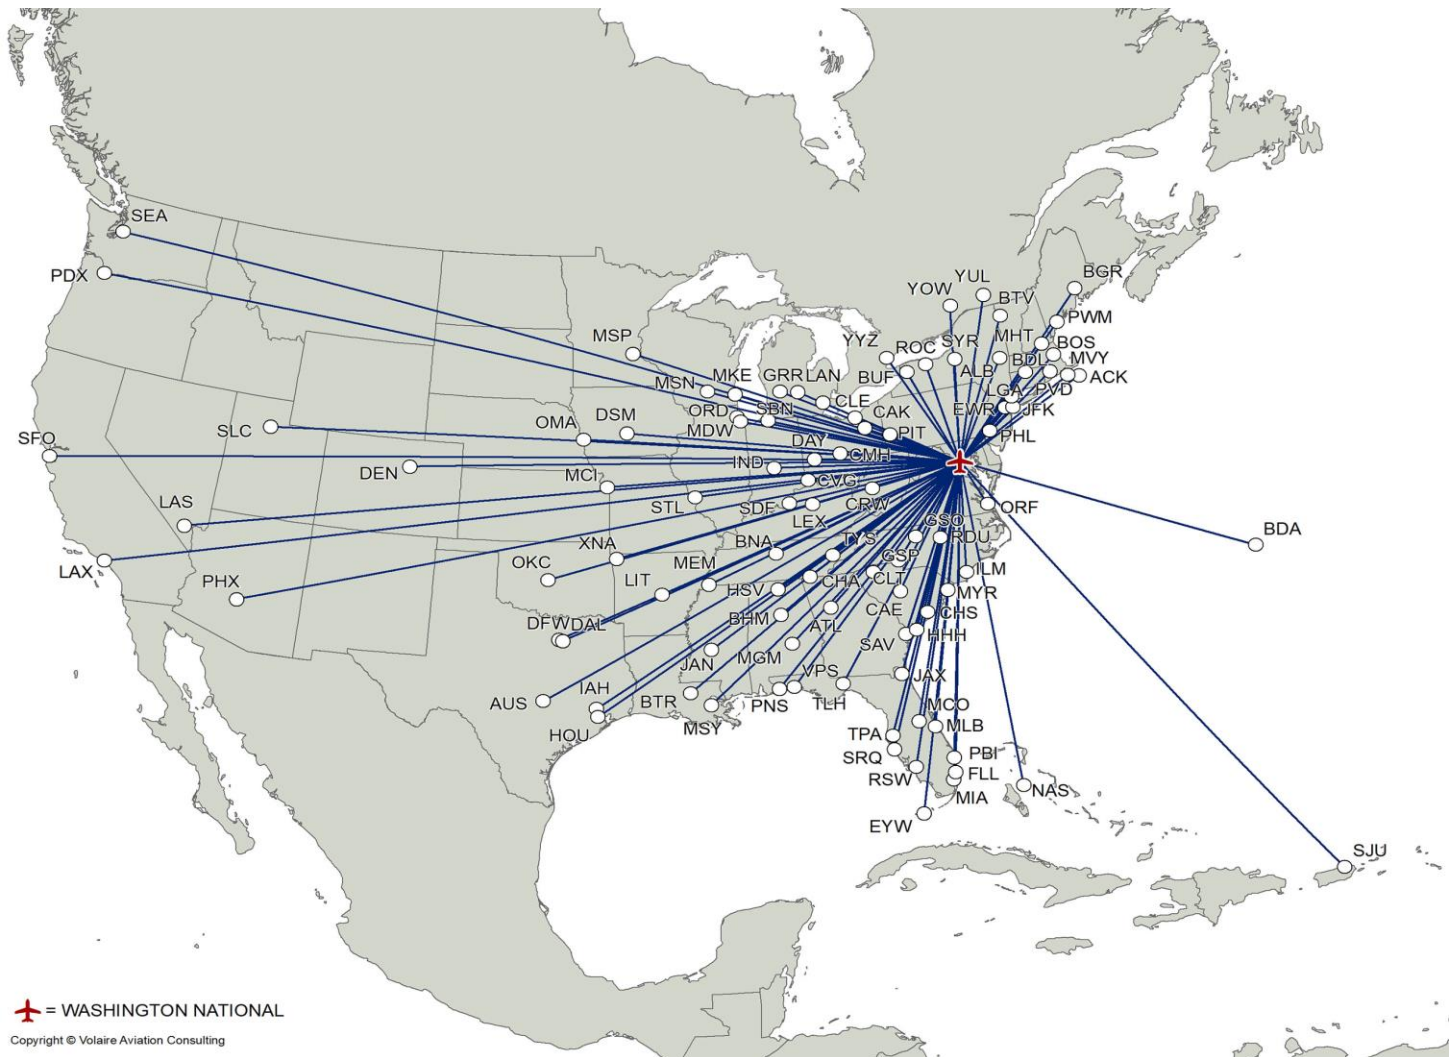 SEA
PDX
YUL
BGR
YOW
BTV
PWM
MSP
YYZ
ROC
SYR
MHT
BOS
MVY
MSN
MKE
GRR
LAN
BUF
ALB
BDL
ACK
PVD
LGA
CLE
ORD
SBN
CAK
EWR
JFK
OMA
DSM
MDW
PIT
PHL
SLC
SFO
DAY
DEN
MCI
IND
CMH
CVG
LAS
STL
SDF
LEX
CRW
ORF
BDA
GSO
RDU
XNA
BNA
TYS
GSP
LAX
OKC
MEM
PHX
LIT
HSV
CHA
CLT
ILM
MYR
CAE
CHS
DFW
DAL
BHM
ATL
HHH
SAV
JAN
MGM
VPS
JAX
AUS
IAH
BTR
PNS
TLH
MSY
MCO
MLB
HOU
TPA
SRQ
PBI
RSW
FLL
MIA
NAS
EYW
SJU
= WASHINGTON NATIONAL
Copyright © Volaire Aviation Consulting